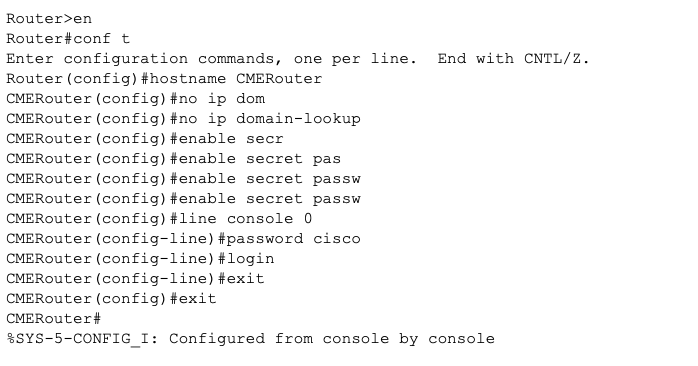 Router>en
Router#conf t
Enter configuration commands, one per line.  End with CNTL/Z.
Router(config)#hostname CMERouter
CMERouter(config)#no ip dom
CMERouter(config)#no ip domain-lookup
CMERouter(config)#enable secr
CMERouter(config)#enable secret pas
CMERouter(config)#enable secret passw
CMERouter(config)#enable secret passw
CMERouter(config)#line console 0
CMERouter(config-line)#password cisco
CMERouter(config-line)#login
CMERouter(config-line)#exit
CMERouter(config)#exit
CMERouter#
%SYS-5-CONFIG_I: Configured from console by console